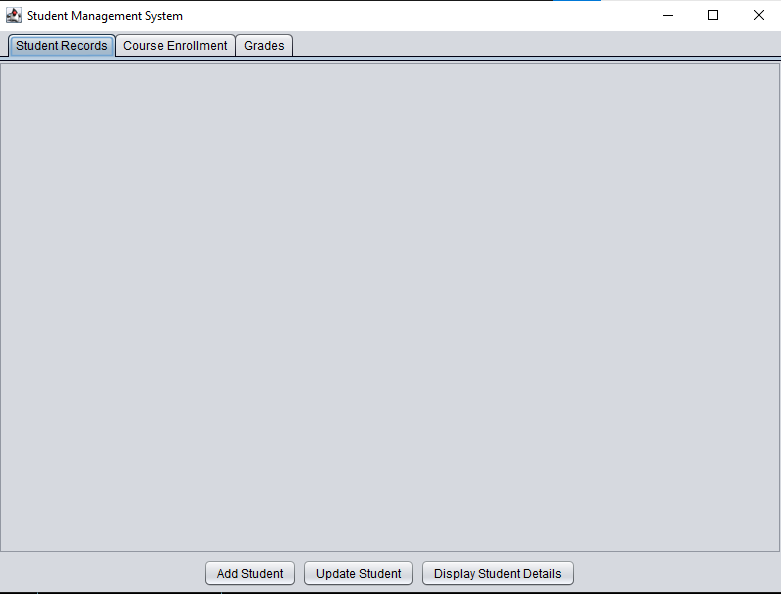 Student Management System
Student Records Course Enrollment Grades
Add Student Update Student Display Student Details